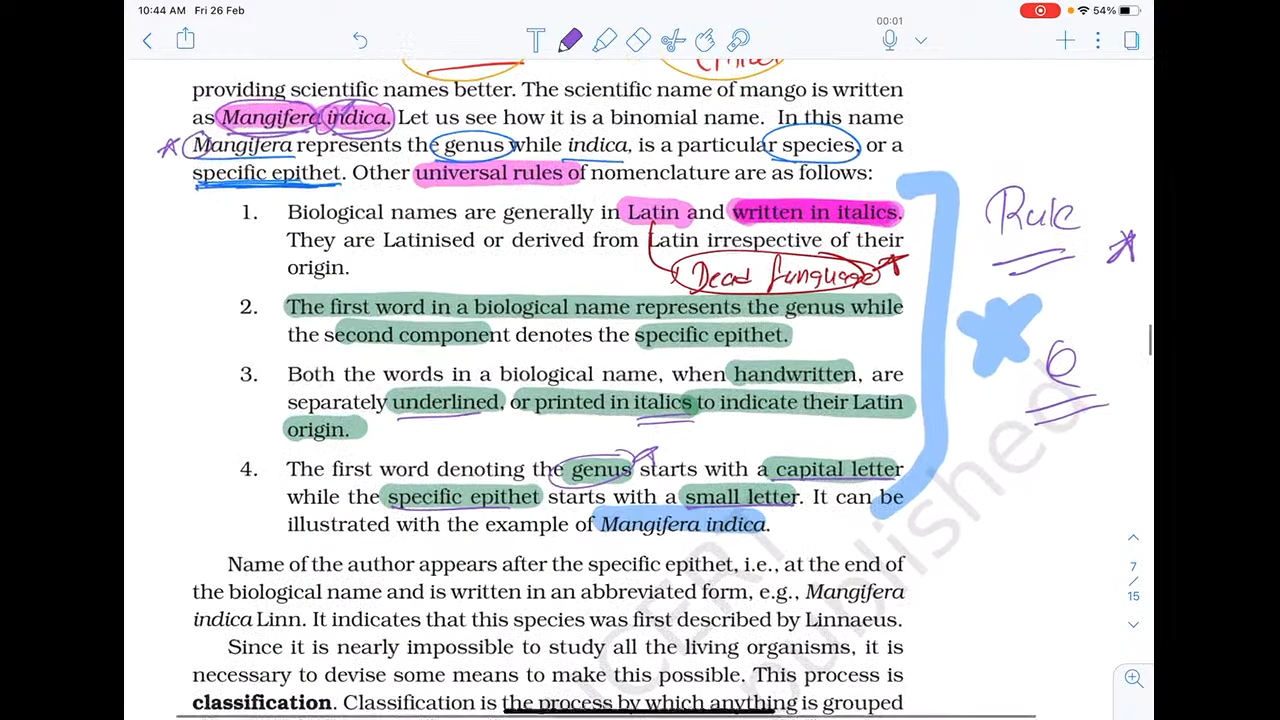 10:44 AM Fri 26 Feb
54%
00:01
T
providing scientific names better. The scientific name of mango is written
as Mangifera indica. Let us see how it is a binomial name. In this name
Mangifera represents the genus while indica, is a particular species, or a
specific epithet. Other universal rules of nomenclature are as follows:
1. Biological names are generally in Latin and written in italics.
They are Latinised or derived from Latin irrespective of their
origin.
Dead language
Rule
2. The first word in a biological name represents the genus while
the second component denotes the specific epithet.
3. Both the words in a biological name, when handwritten, are
separately underlined, or printed in italics to indicate their Latin
origin.
Q
4. The first word denoting the genus starts with a capital letter
while the specific epithet starts with a small letter. It can be
illustrated with the example of Mangifera indica.
Name of the author appears after the specific epithet, i.e., at the end of
the biological name and is written in an abbreviated form, e.g., Mangifera
indica Linn. It indicates that this species was first described by Linnaeus.
Since it is nearly impossible to study all the living organisms, it is
necessary to devise some means to make this possible. This process is
classification. Classification is the process by which anything is grouped
7
/
15
NCERT
published